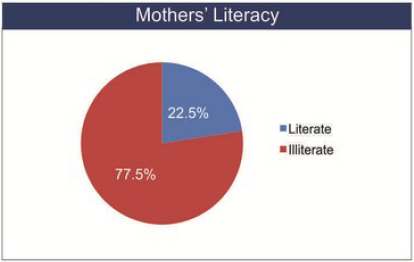 Mothers' Literacy
22.5%
77.5%
Literate
Illiterate